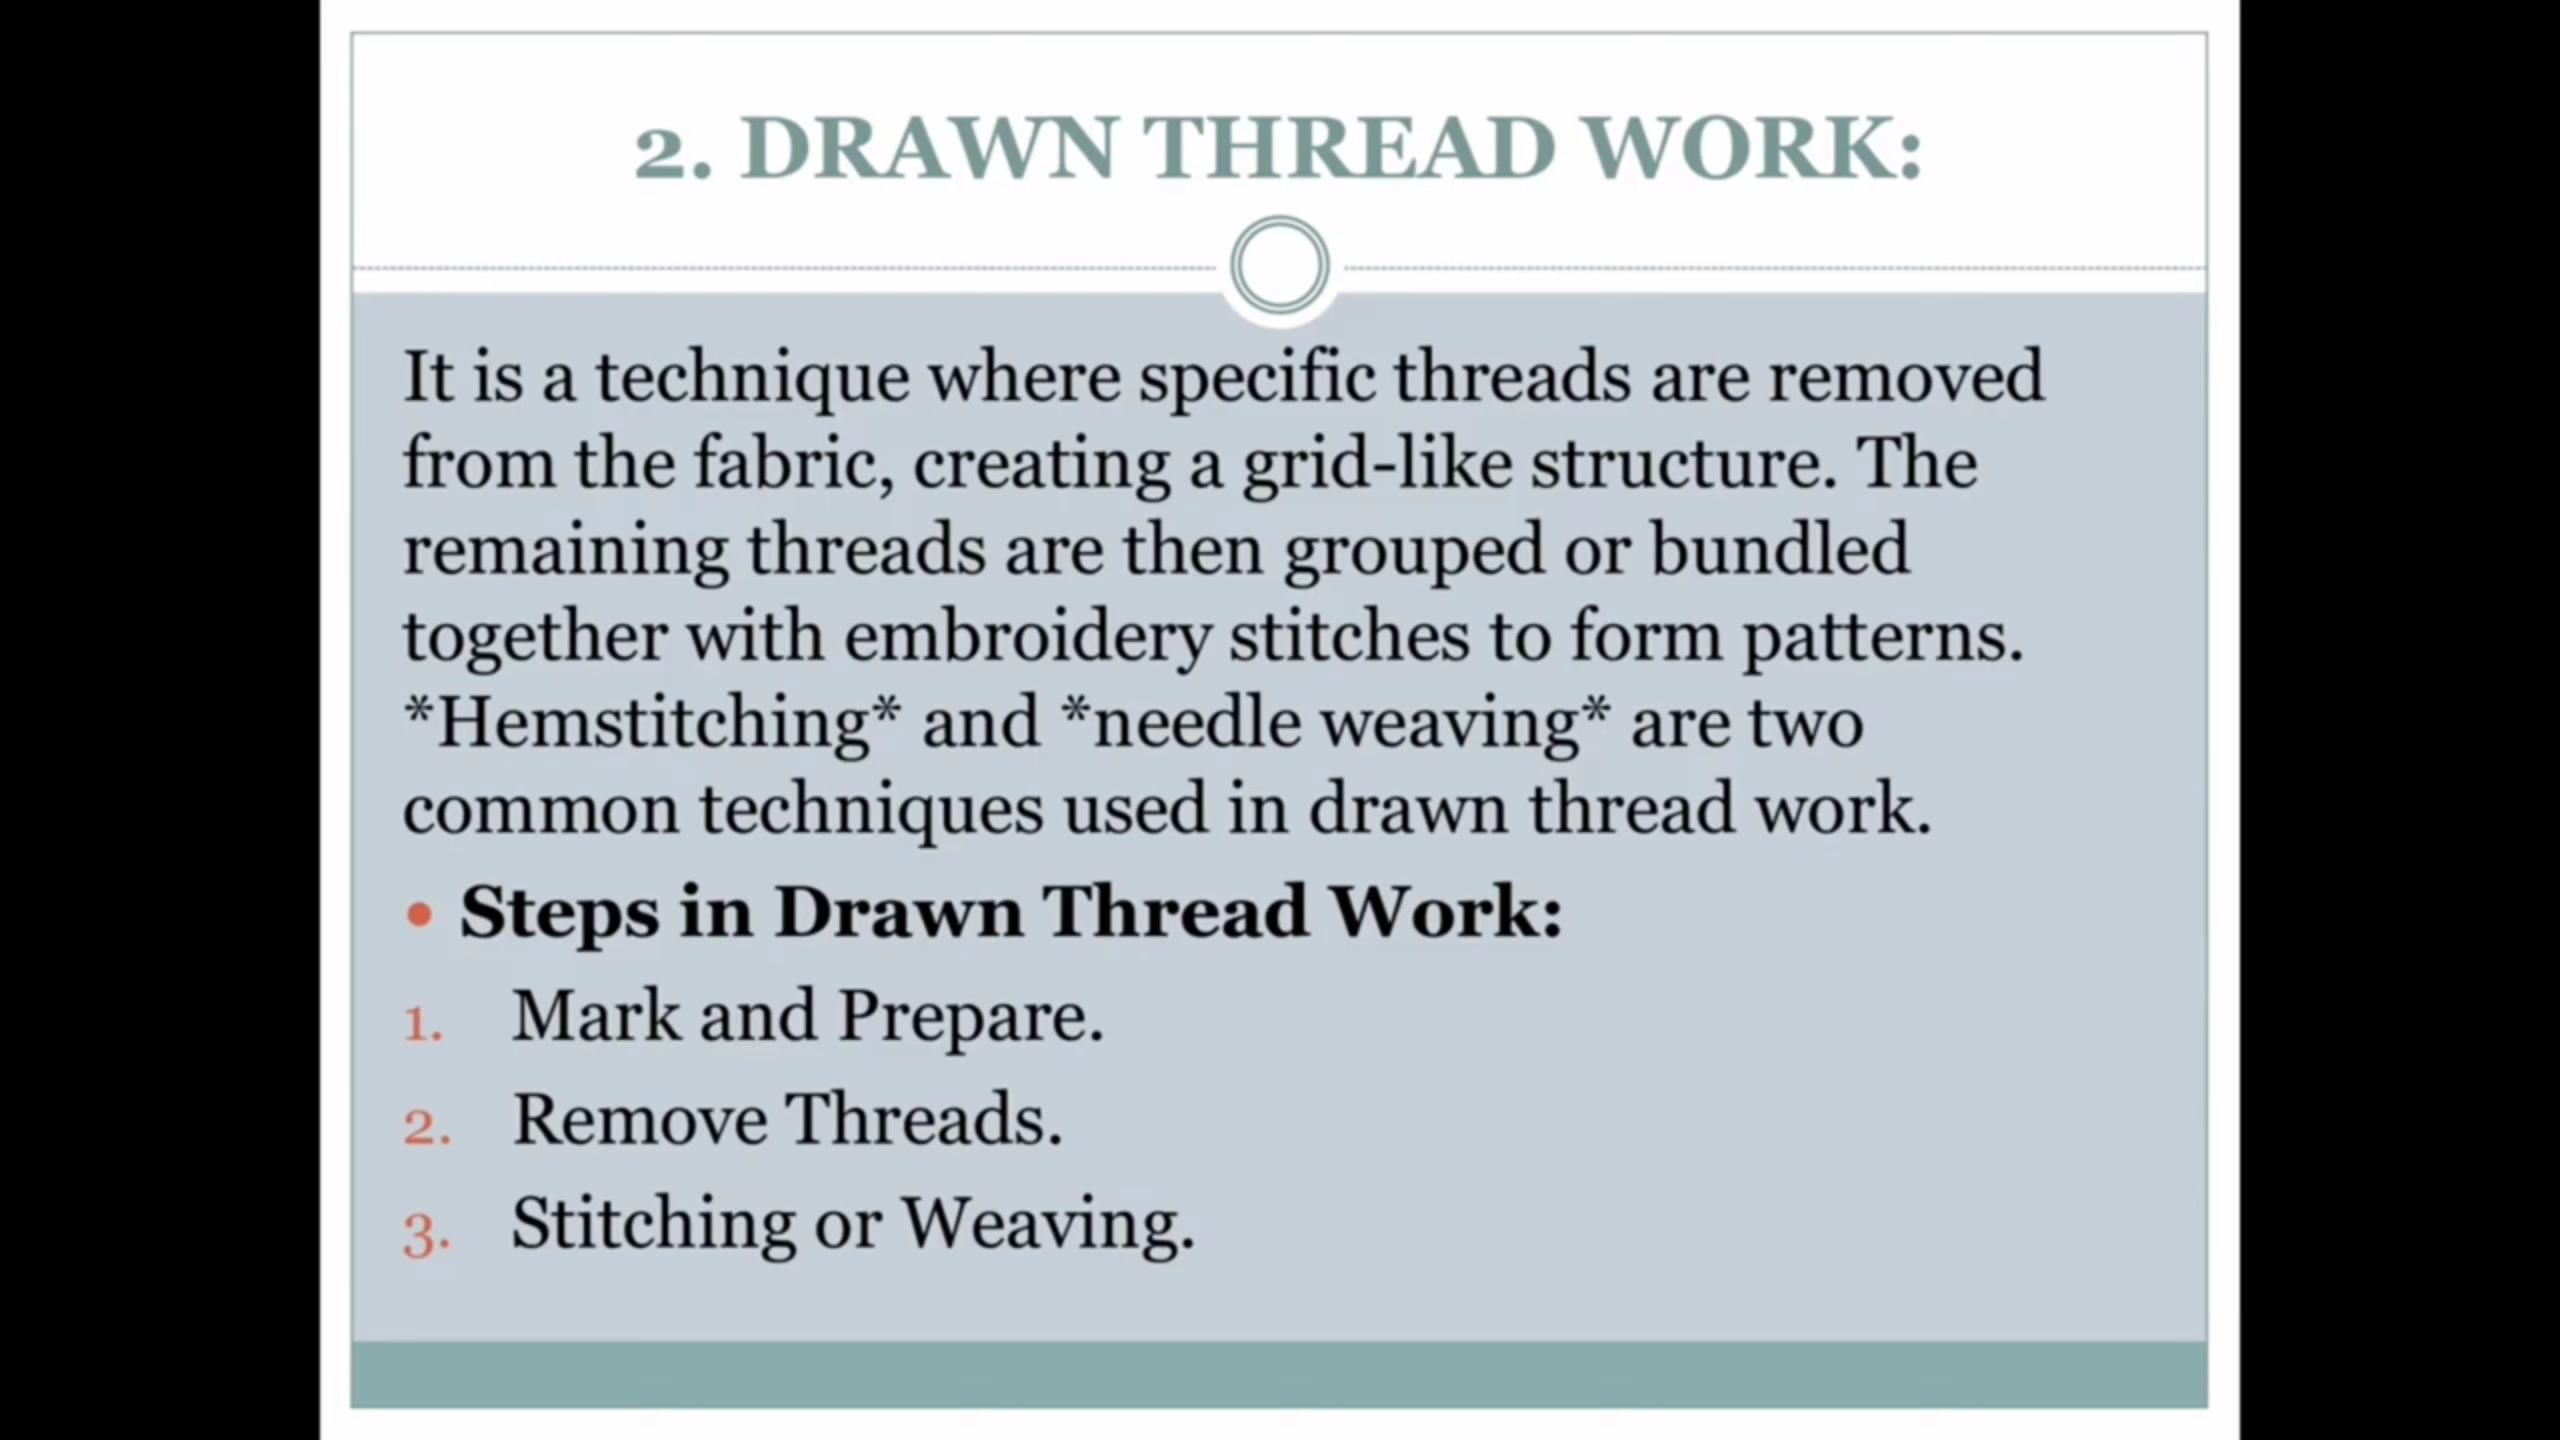 2. DRAWN THREAD WORK:
It is a technique where specific threads are removed
from the fabric, creating a grid-like structure. The
remaining threads are then grouped or bundled
together with embroidery stitches to form patterns.
*Hemstitching* and *needle weaving* are two
common techniques used in drawn thread work.
• Steps in Drawn Thread Work:
1. Mark and Prepare.
2. Remove Threads.
3. Stitching or Weaving.